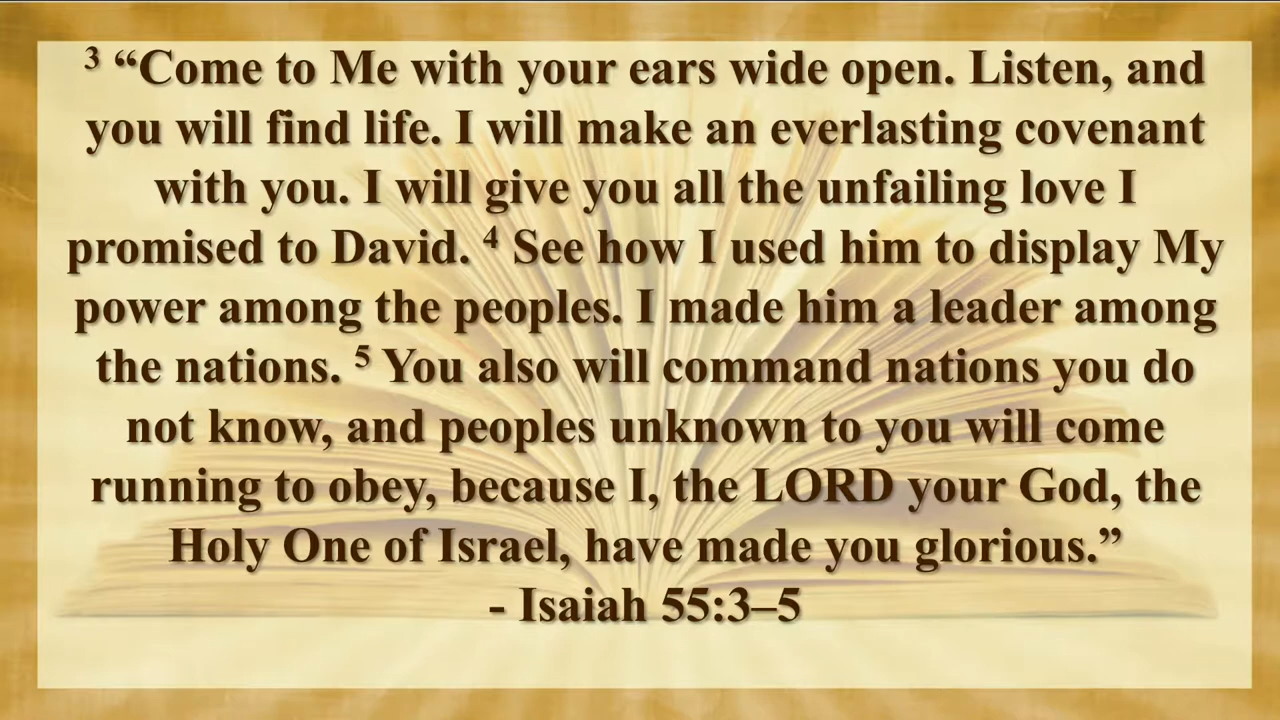 ³ “Come to Me with your ears wide open. Listen, and
you will find life. I will make an everlasting covenant
with you. I will give you all the unfailing love I
promised to David. ⁴ See how I used him to display My
power among the peoples. I made him a leader among
the nations. ⁵ You also will command nations you do
not know, and peoples unknown to you will come
running to obey, because I, the LORD your God, the
Holy One of Israel, have made you glorious.”
- Isaiah 55:3–5